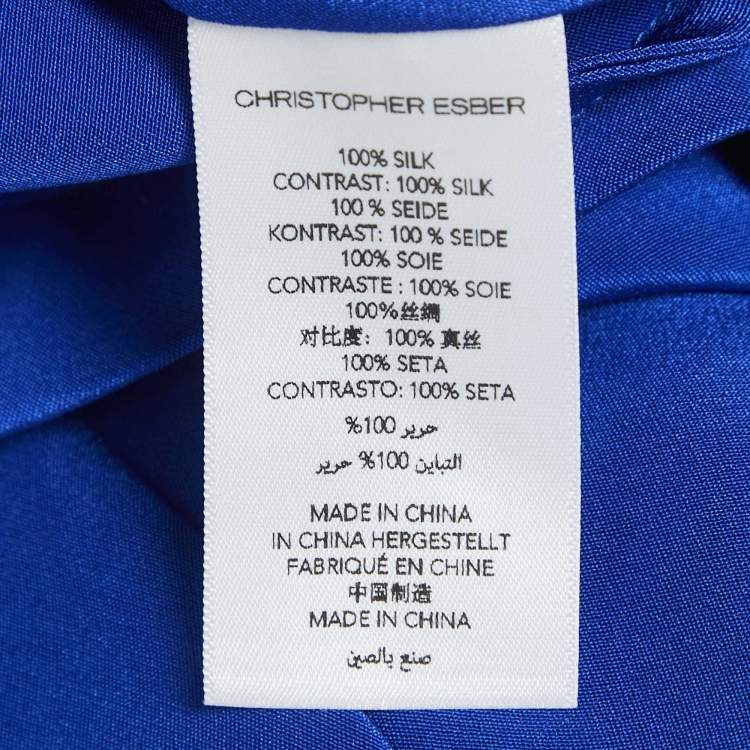 CHRISTOPHER ESBER
100% SILK
CONTRAST: 100% SILK
100 % SEIDE
KONTRAST: 100 % SEIDE
100% SOIE
CONTRASTE : 100% SOIE
100%丝绸
对比度：100% 真丝
100% SETA
CONTRASTO: 100% SETA
حرير 100%
التباين 100% حرير
MADE IN CHINA
IN CHINA HERGESTELLT
FABRIQUÉ EN CHINE
中国制造
MADE IN CHINA
صنع بالصين